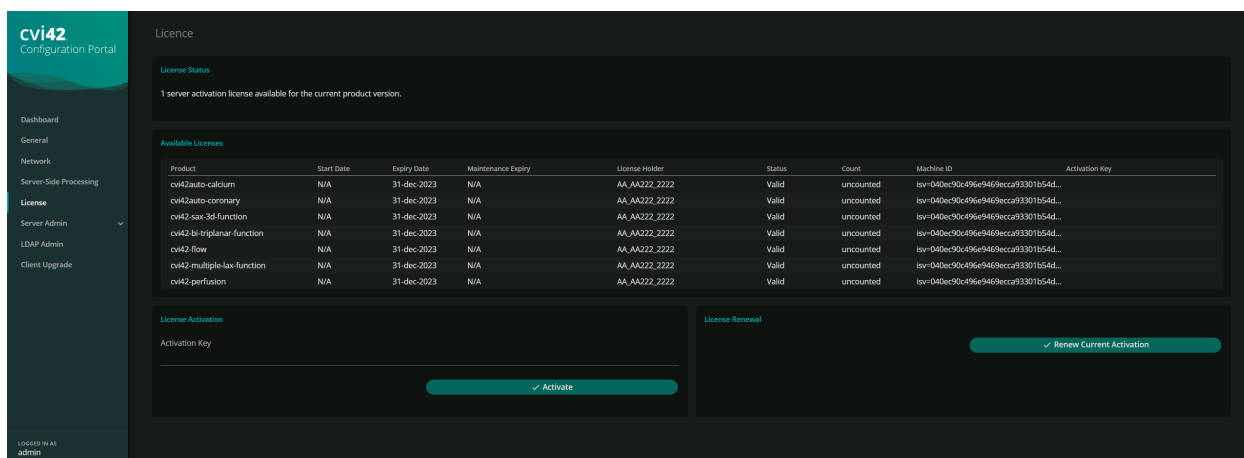 cvi42
Configuration Portal
Dashboard
General
Network
Server-Side Processing
License
Server Admin
LDAP Admin
Client Upgrade
LOGGED IN AS
admin
Licence
License Status
1 server activation license available for the current product version.
Available Licenses
Product Start Date Expiry Date Maintenance Expiry License Holder Status Count Machine ID Activation Key
cvi42auto-calcium N/A 31-dec-2023 N/A AA_AA222_2222 Valid uncounted isv=040ec90c496e9469ecca93301b54d...
cvi42auto-coronary N/A 31-dec-2023 N/A AA_AA222_2222 Valid uncounted isv=040ec90c496e9469ecca93301b54d...
cvi42-sax-3d-function N/A 31-dec-2023 N/A AA_AA222_2222 Valid uncounted isv=040ec90c496e9469ecca93301b54d...
cvi42-bi-triplanar-function N/A 31-dec-2023 N/A AA_AA222_2222 Valid uncounted isv=040ec90c496e9469ecca93301b54d...
cvi42-flow N/A 31-dec-2023 N/A AA_AA222_2222 Valid uncounted isv=040ec90c496e9469ecca93301b54d...
cvi42-multiple-lax-function N/A 31-dec-2023 N/A AA_AA222_2222 Valid uncounted isv=040ec90c496e9469ecca93301b54d...
cvi42-perfusion N/A 31-dec-2023 N/A AA_AA222_2222 Valid uncounted isv=040ec90c496e9469ecca93301b54d...
License Activation
Activation Key
Activate
License Renewal
Renew Current Activation